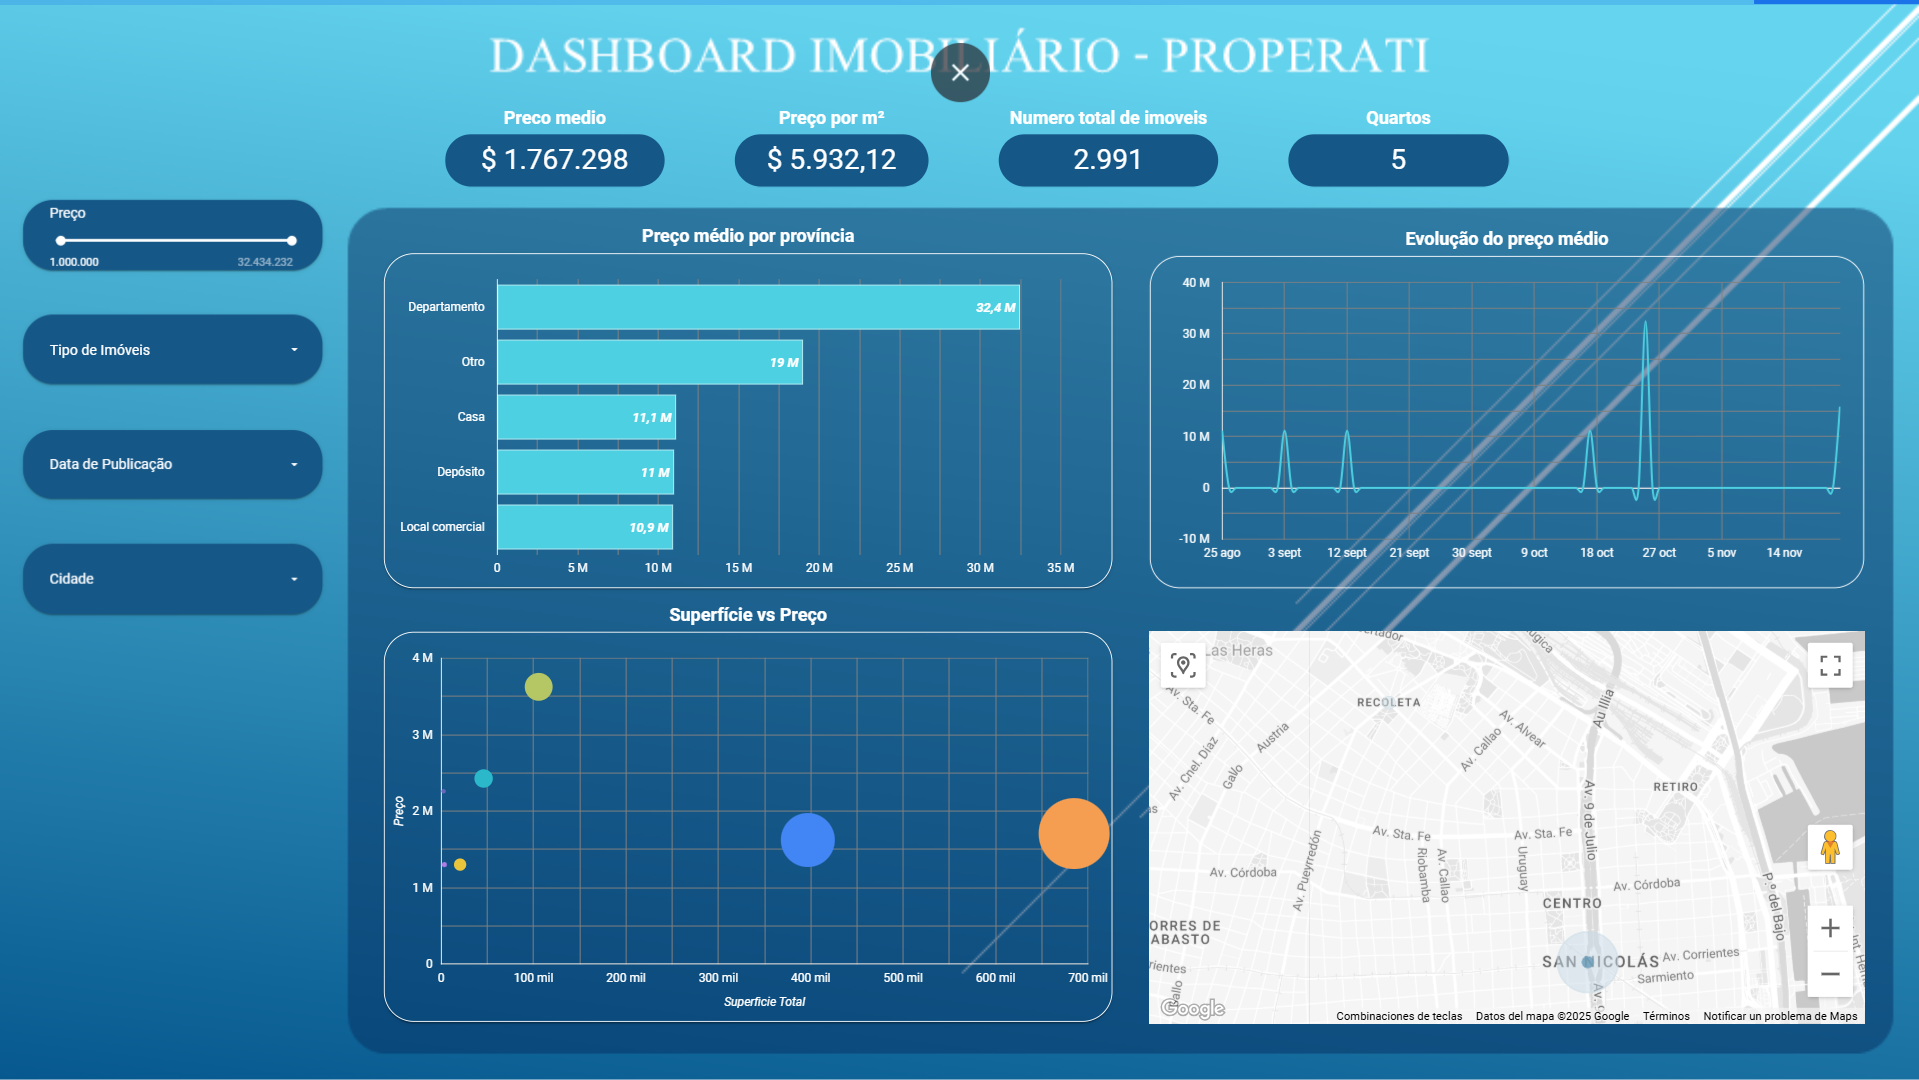 DASHBOARD IMOBILIÁRIO - PROPERATI
Preco medio
$ 1.767.298
Preço por m²
$ 5.932,12
Numero total de imoveis
2.991
Quartos
5
Preço
1.000.000
32.434.232
Tipo de Imóveis
Data de Publicação
Cidade
Preço médio por província
Departamento
32,4 M
Otro
19 M
Casa
11,1 M
Depósito
11 M
Local comercial
10,9 M
0 5 M 10 M 15 M 20 M 25 M 30 M 35 M
Evolução do preço médio
40 M
30 M
20 M
10 M
0
-10 M
25 ago 3 sept 12 sept 21 sept 30 sept 9 oct 18 oct 27 oct 5 nov 14 nov
Superfície vs Preço
4 M
3 M
2 M
1 M
0
Preço
0 100 mil 200 mil 300 mil 400 mil 500 mil 600 mil 700 mil
Superficie Total
Las Heras
RECOLETA
Av. Sta. Fe
Austria
Av. Cnel. Díaz
Gallo
Av. Callao
Av. Alvear
Au Illia
RETIRO
Av. 9 de Julio
Av. Sta. Fe
Av. Sta. Fe
Av. Pueyrredón
Riobamba
Av. Callao
Uruguay
Av. Córdoba
Av. Córdoba
CENTRO
P.º del Bajo
ORRES DE
ABASTO
rrientes
SAN NICOLÁS
Av. Corrientes
Sarmiento
Google
Combinaciones de teclas
Datos del mapa ©2025 Google
Términos
Notificar un problema de Maps